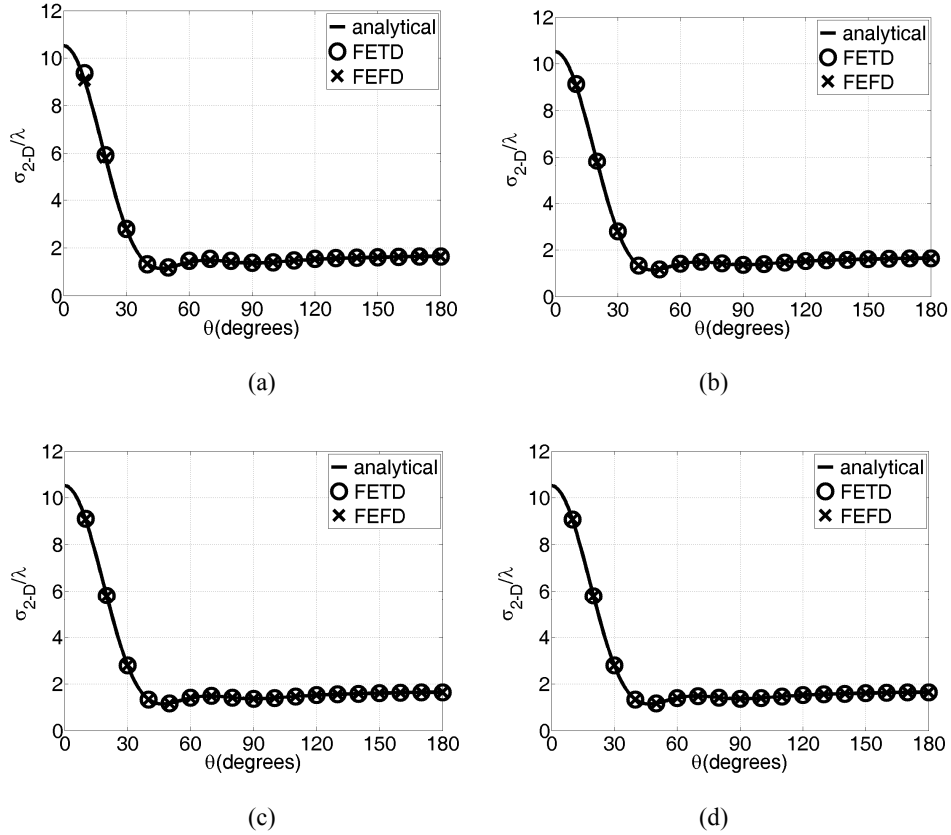 12
10
8
6
4
2
0
σ2-D/λ
analytical
FETD
FEFD
0 30 60 90 120 150 180
θ(degrees)
(a)
12
10
8
6
4
2
0
σ2-D/λ
analytical
FETD
FEFD
0 30 60 90 120 150 180
θ(degrees)
(b)
12
10
8
6
4
2
0
σ2-D/λ
analytical
FETD
FEFD
0 30 60 90 120 150 180
θ(degrees)
(c)
12
10
8
6
4
2
0
σ2-D/λ
analytical
FETD
FEFD
0 30 60 90 120 150 180
θ(degrees)
(d)